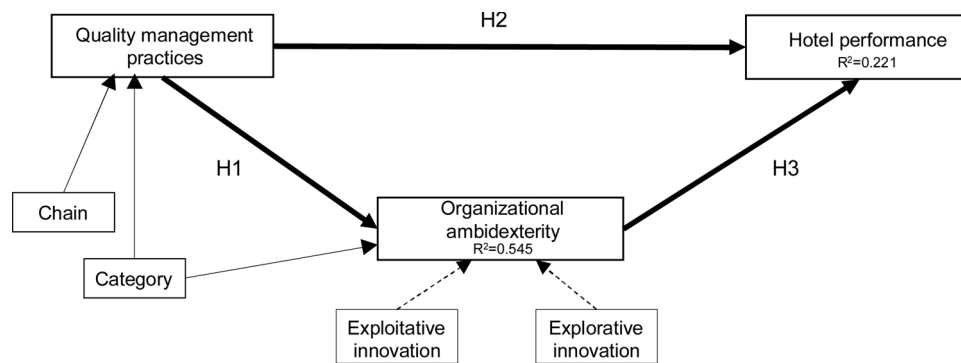 H2
Quality management
practices
Hotel performance
R²=0.221
H1
H3
Chain
Organizational
ambidexterity
R²=0.545
Category
Exploitative
innovation
Explorative
innovation